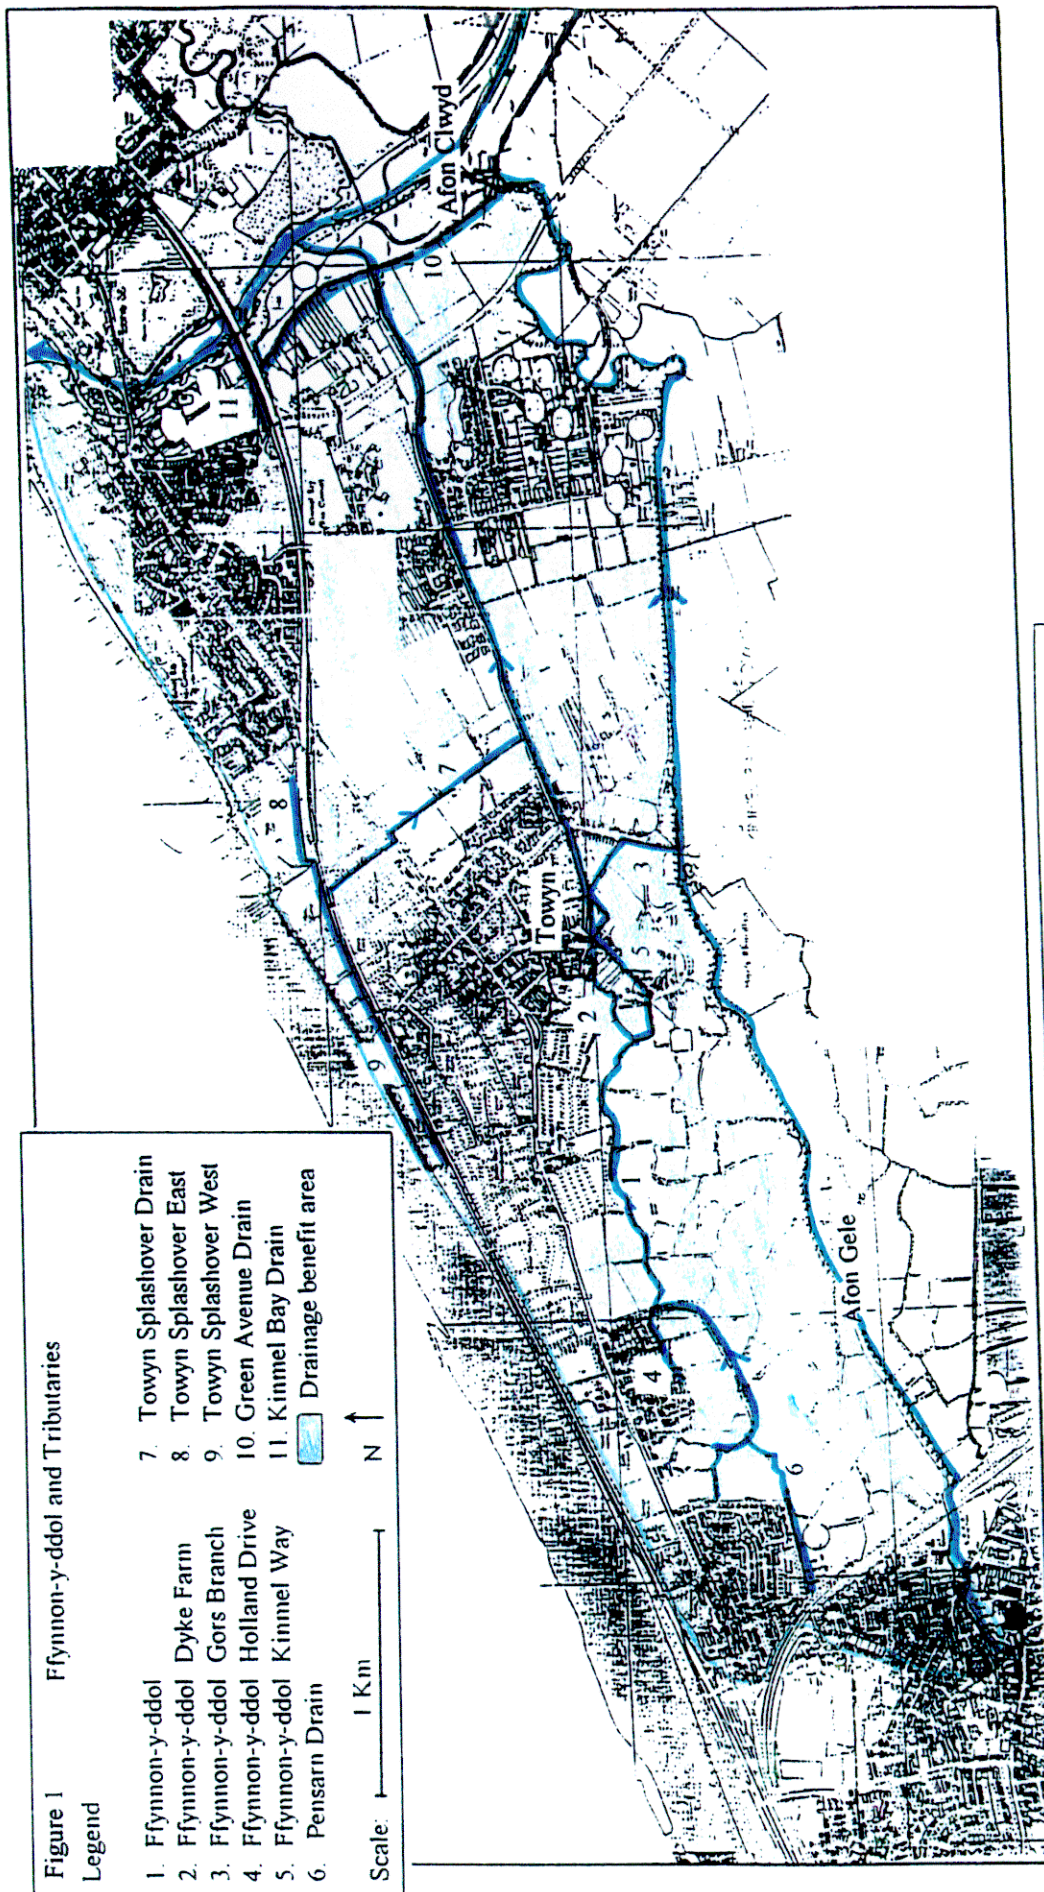 Figure 1 Ffynnon-y-ddol and Tributaries
Legend
1. Ffynnon-y-ddol
2. Ffynnon-y-ddol Dyke Farm
3. Ffynnon-y-ddol Gors Branch
4. Ffynnon-y-ddol Holland Drive
5. Ffynnon-y-ddol Kinmel Way
6. Pensarn Drain
7. Towyn Splashover Drain
8. Towyn Splashover East
9. Towyn Splashover West
10. Green Avenue Drain
11. Kinmel Bay Drain
Drainage benefit area
Scale 1 Km N
11
Afon Clwyd
10
8
7
9
Towyn
3
5
2
1
4
Afon Gele
6